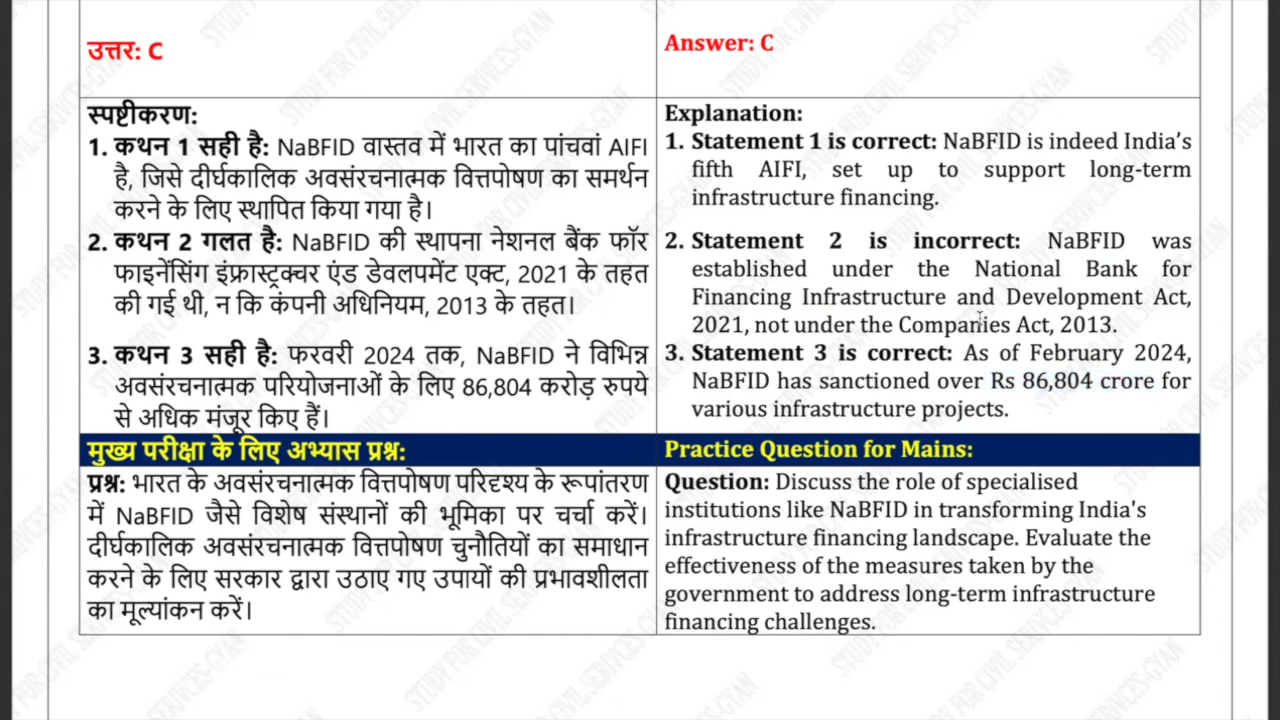 उत्तर: C
स्पष्टीकरण:
1. कथन 1 सही है: NaBFID वास्तव में भारत का पांचवां AIFI
है, जिसे दीर्घकालिक अवसंरचनात्मक वित्तपोषण का समर्थन
करने के लिए स्थापित किया गया है।
2. कथन 2 गलत है: NaBFID की स्थापना नेशनल बैंक फॉर
फाइनेंसिंग इंफ्रास्ट्रक्चर एंड डेवलपमेंट एक्ट, 2021 के तहत
की गई थी, न कि कंपनी अधिनियम, 2013 के तहत।
3. कथन 3 सही है: फरवरी 2024 तक, NaBFID ने विभिन्न
अवसंरचनात्मक परियोजनाओं के लिए 86,804 करोड़ रुपये
से अधिक मंजूर किए हैं।
मुख्य परीक्षा के लिए अभ्यास प्रश्न:
प्रश्न: भारत के अवसंरचनात्मक वित्तपोषण परिदृश्य के रूपांतरण
में NaBFID जैसे विशेष संस्थानों की भूमिका पर चर्चा करें।
दीर्घकालिक अवसंरचनात्मक वित्तपोषण चुनौतियों का समाधान
करने के लिए सरकार द्वारा उठाए गए उपायों की प्रभावशीलता
का मूल्यांकन करें।
Answer: C
Explanation:
1. Statement 1 is correct: NaBFID is indeed India's
fifth AIFI, set up to support long-term
infrastructure financing.
2. Statement 2 is incorrect: NaBFID was
established under the National Bank for
Financing Infrastructure and Development Act,
2021, not under the Companies Act, 2013.
3. Statement 3 is correct: As of February 2024,
NaBFID has sanctioned over Rs 86,804 crore for
various infrastructure projects.
Practice Question for Mains:
Question: Discuss the role of specialised
institutions like NaBFID in transforming India's
infrastructure financing landscape. Evaluate the
effectiveness of the measures taken by the
government to address long-term infrastructure
financing challenges.
STUDY FOR CIVIL SERIVCES-GYAN